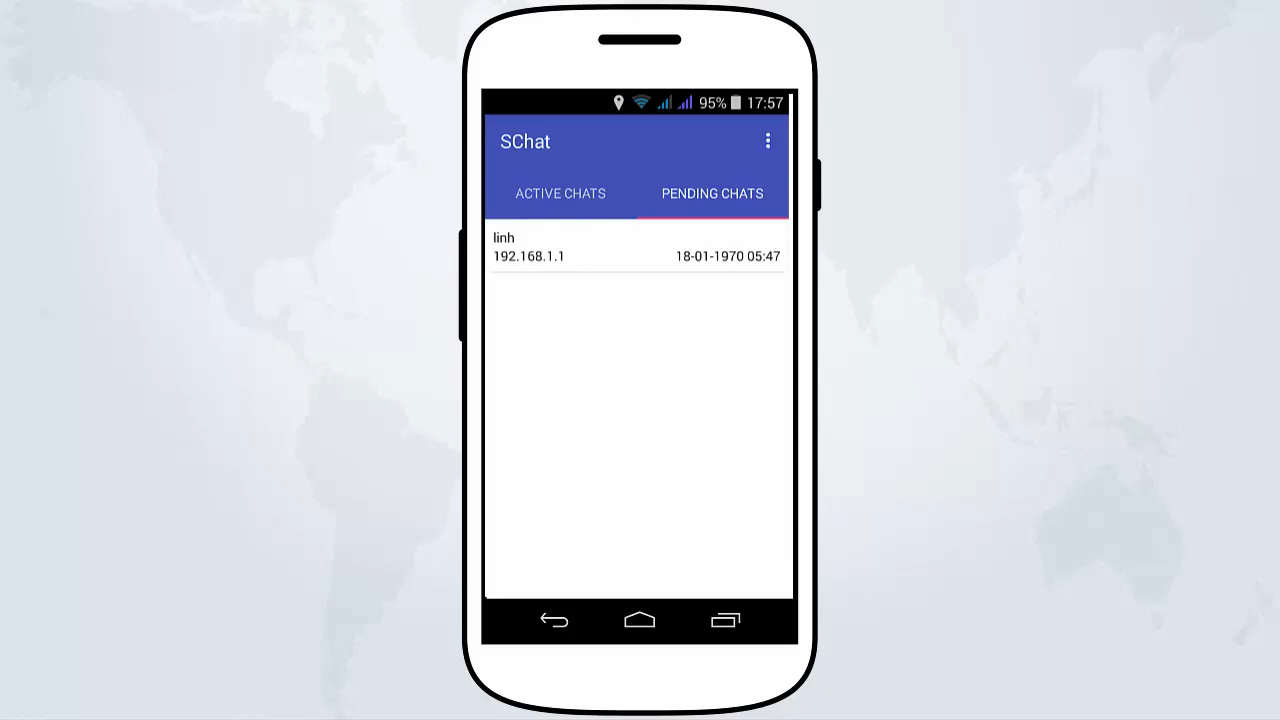 95% 17:57
SChat
ACTIVE CHATS PENDING CHATS
linh
192.168.1.1 18-01-1970 05:47